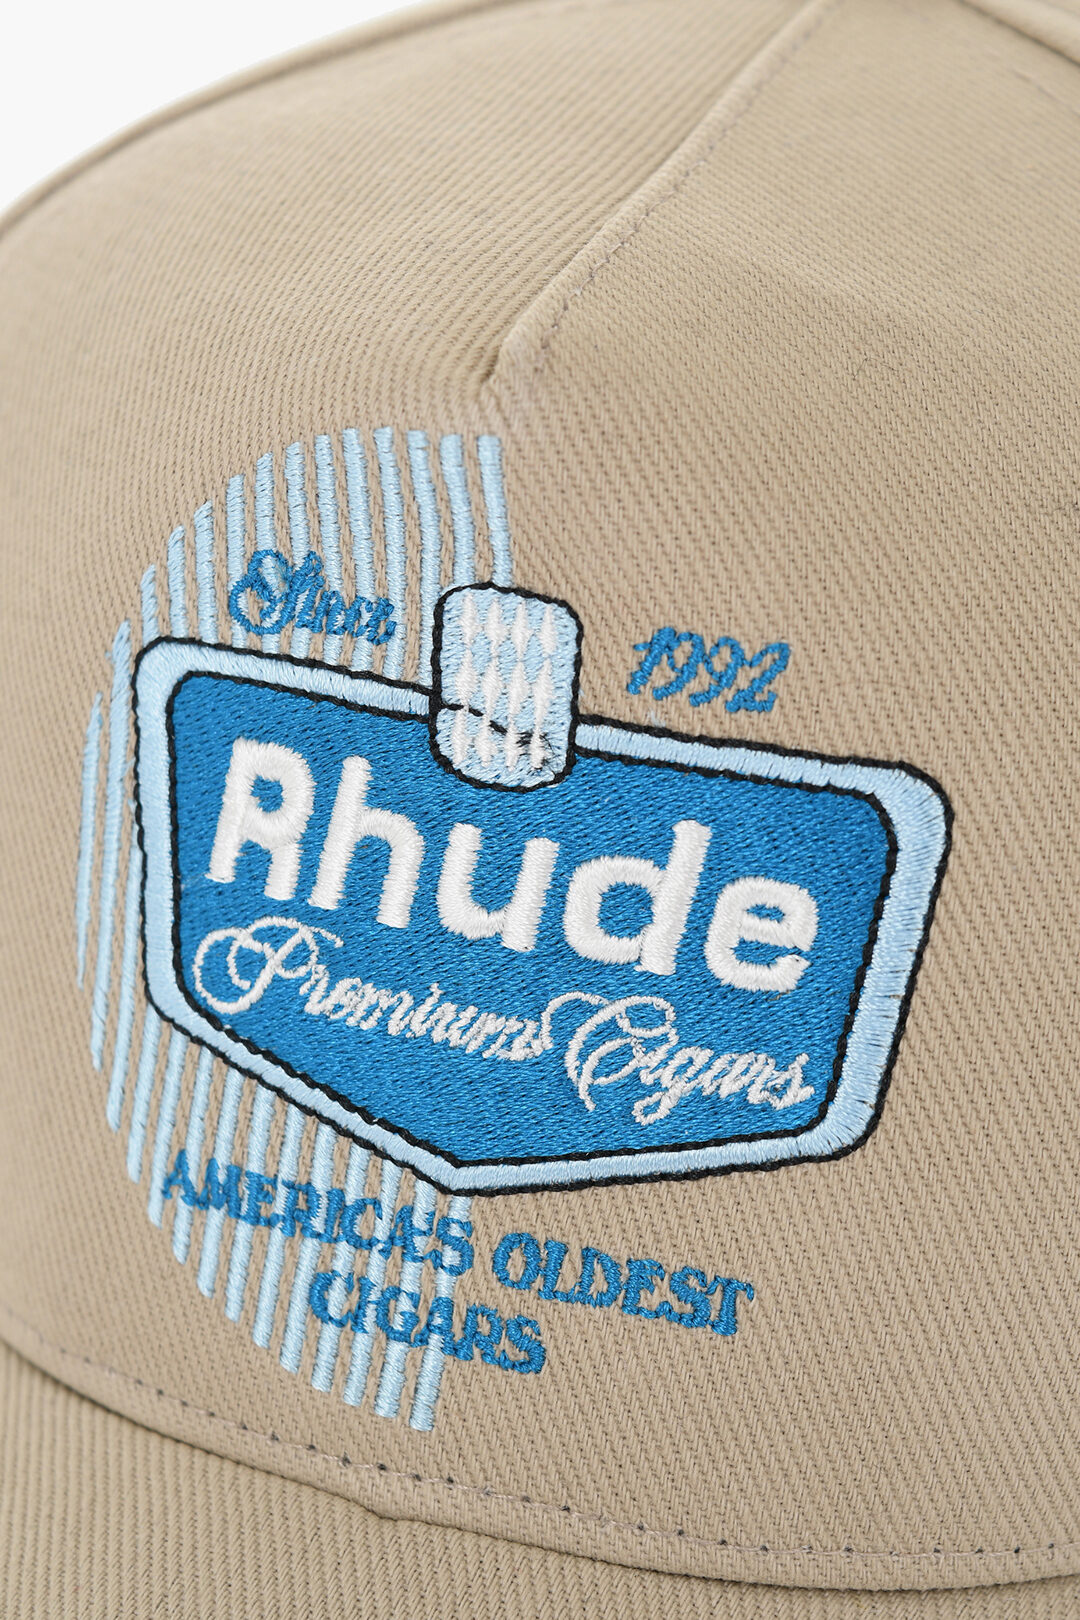 Since 1992
Rhude
Premium Cigars
AMERICA'S OLDEST
CIGARS